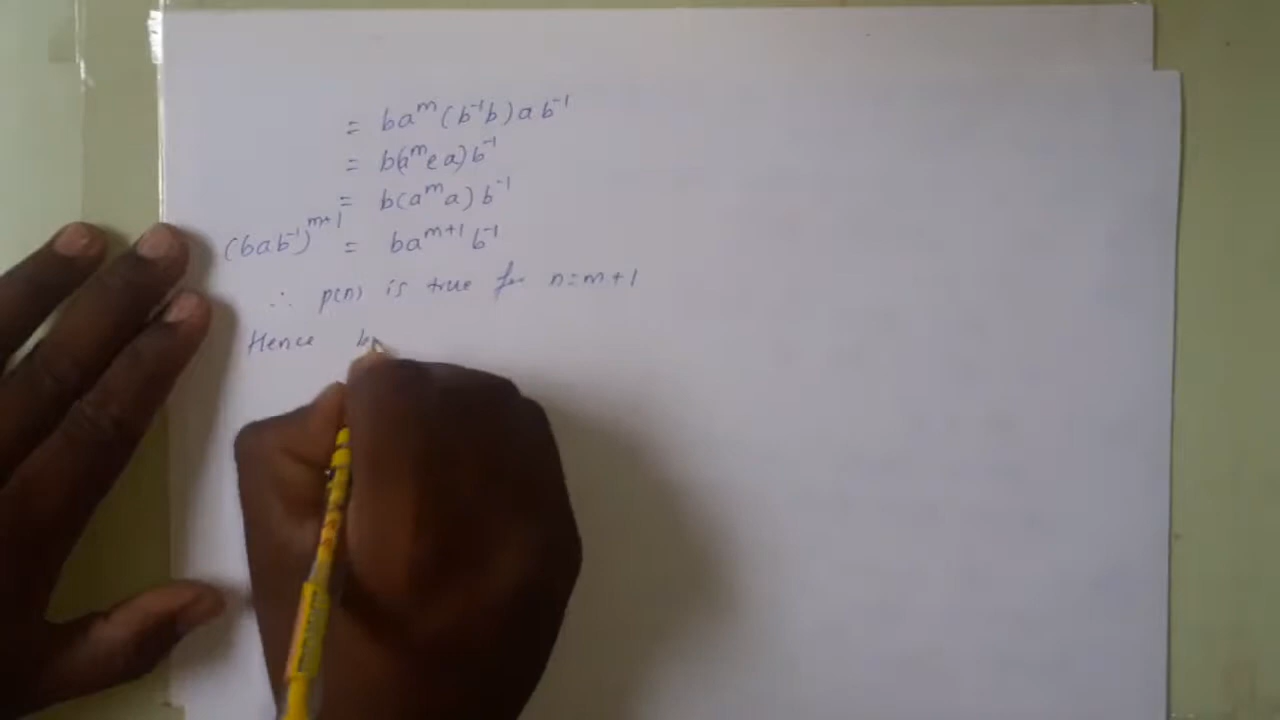 = ba^m (b^-1 b) a b^-1
= b(a^m e a) b^-1
= b(a^m a) b^-1
(bab^-1)^m+1 = ba^m+1 b^-1
∴ p(n) is true for n=m+1
Hence